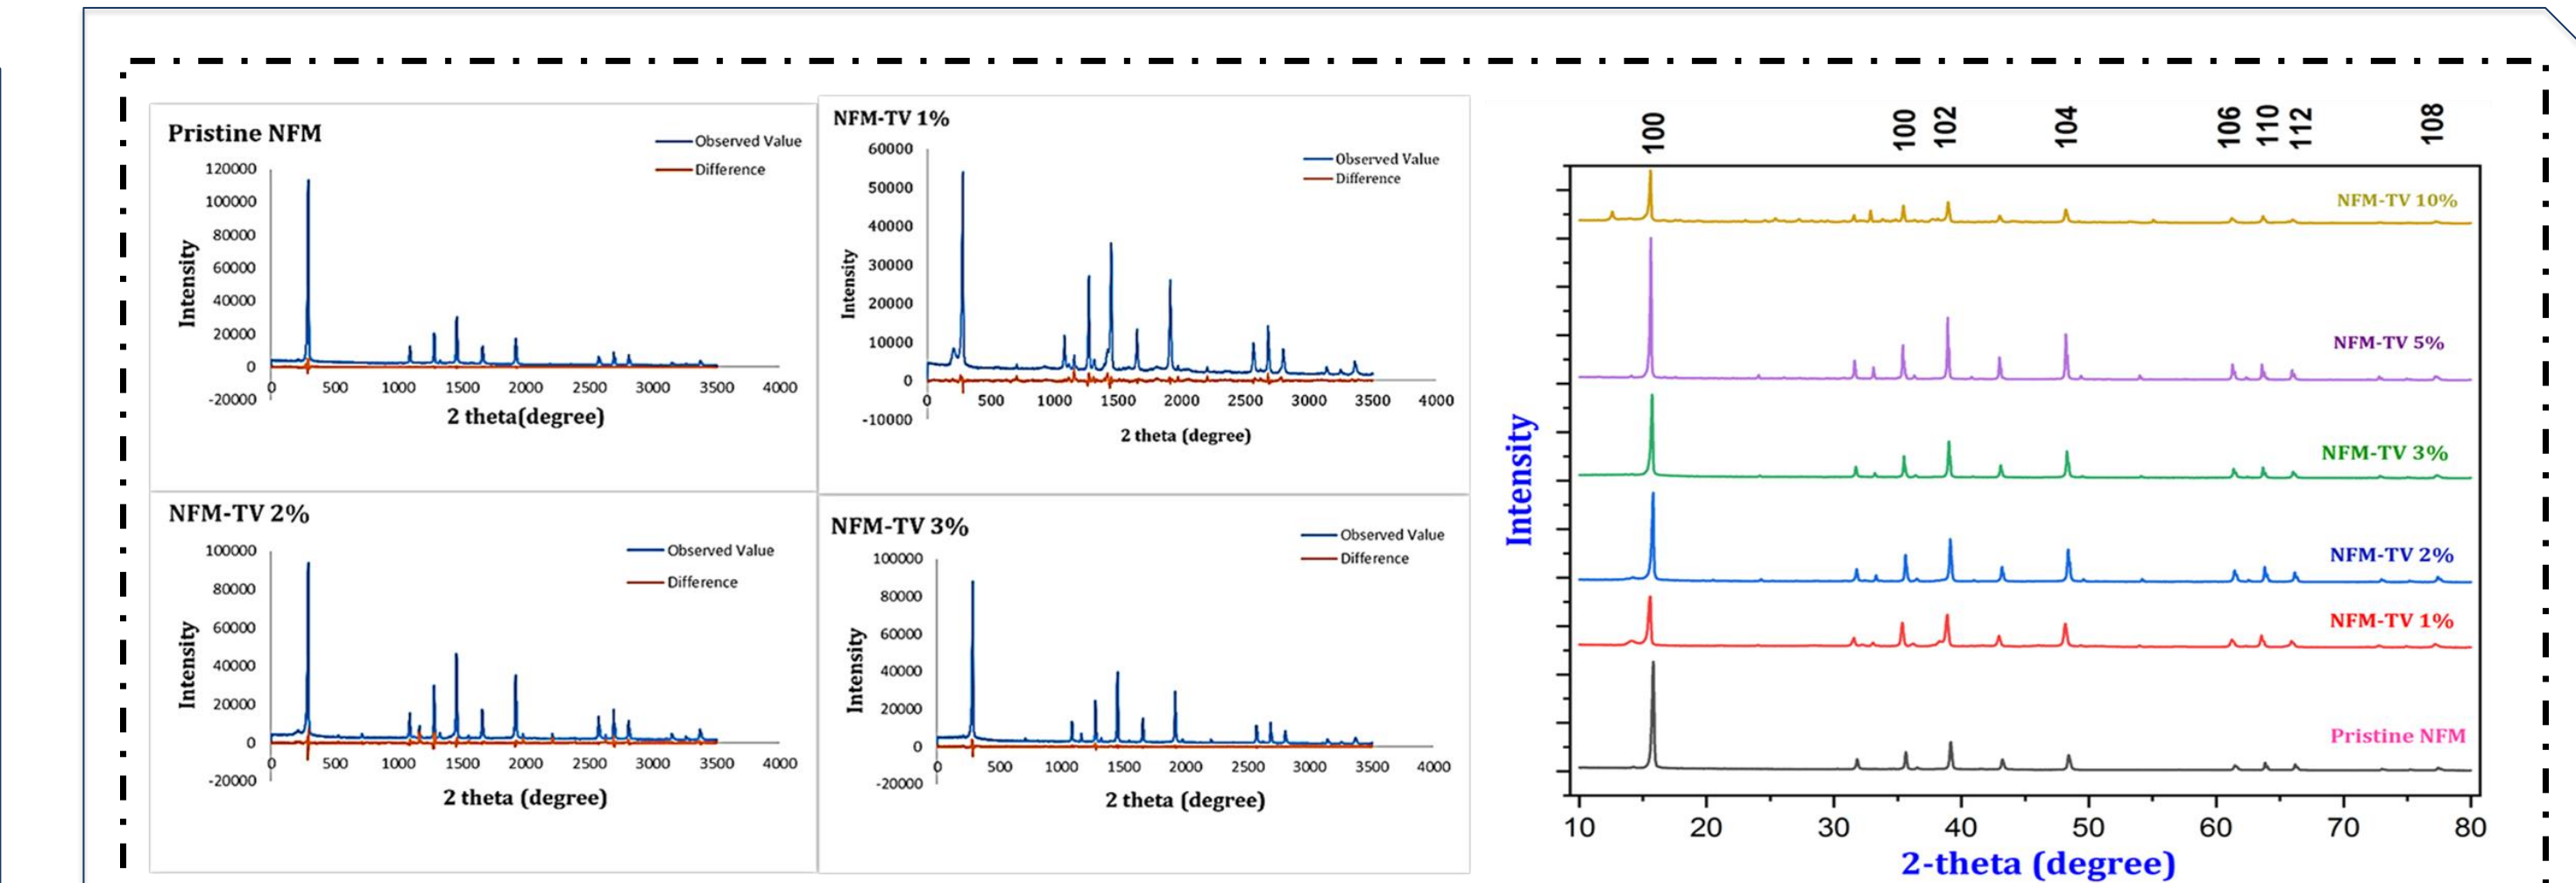 Pristine NFM
Observed Value
Difference
120000
100000
80000
60000
40000
20000
0
-20000
Intensity
0 500 1000 1500 2000 2500 3000 3500 4000
2 theta(degree)
NFM-TV 1%
Observed Value
Difference
60000
50000
40000
30000
20000
10000
0
-10000
Intensity
0 500 1000 1500 2000 2500 3000 3500 4000
2 theta (degree)
NFM-TV 2%
Observed Value
Difference
100000
80000
60000
40000
20000
0
-20000
Intensity
0 500 1000 1500 2000 2500 3000 3500 4000
2 theta (degree)
NFM-TV 3%
Observed Value
Difference
100000
80000
60000
40000
20000
0
-20000
Intensity
0 500 1000 1500 2000 2500 3000 3500 4000
2 theta (degree)
100 100 102 104 106 110 112 108
NFM-TV 10%
NFM-TV 5%
NFM-TV 3%
NFM-TV 2%
NFM-TV 1%
Pristine NFM
Intensity
10 20 30 40 50 60 70 80
2-theta (degree)